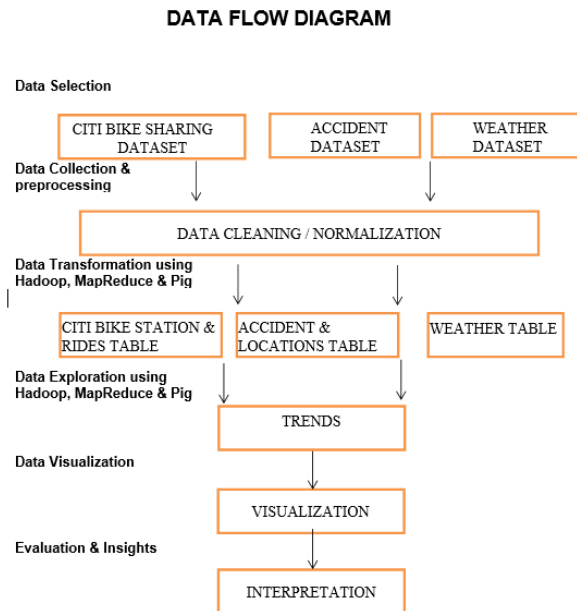 DATA FLOW DIAGRAM
Data Selection
CITI BIKE SHARING
DATASET
ACCIDENT
DATASET
WEATHER
DATASET
Data Collection &
preprocessing
DATA CLEANING / NORMALIZATION
Data Transformation using
Hadoop, MapReduce & Pig
CITI BIKE STATION &
RIDES TABLE
ACCIDENT &
LOCATIONS TABLE
WEATHER TABLE
Data Exploration using
Hadoop, MapReduce & Pig
TRENDS
Data Visualization
VISUALIZATION
Evaluation & Insights
INTERPRETATION